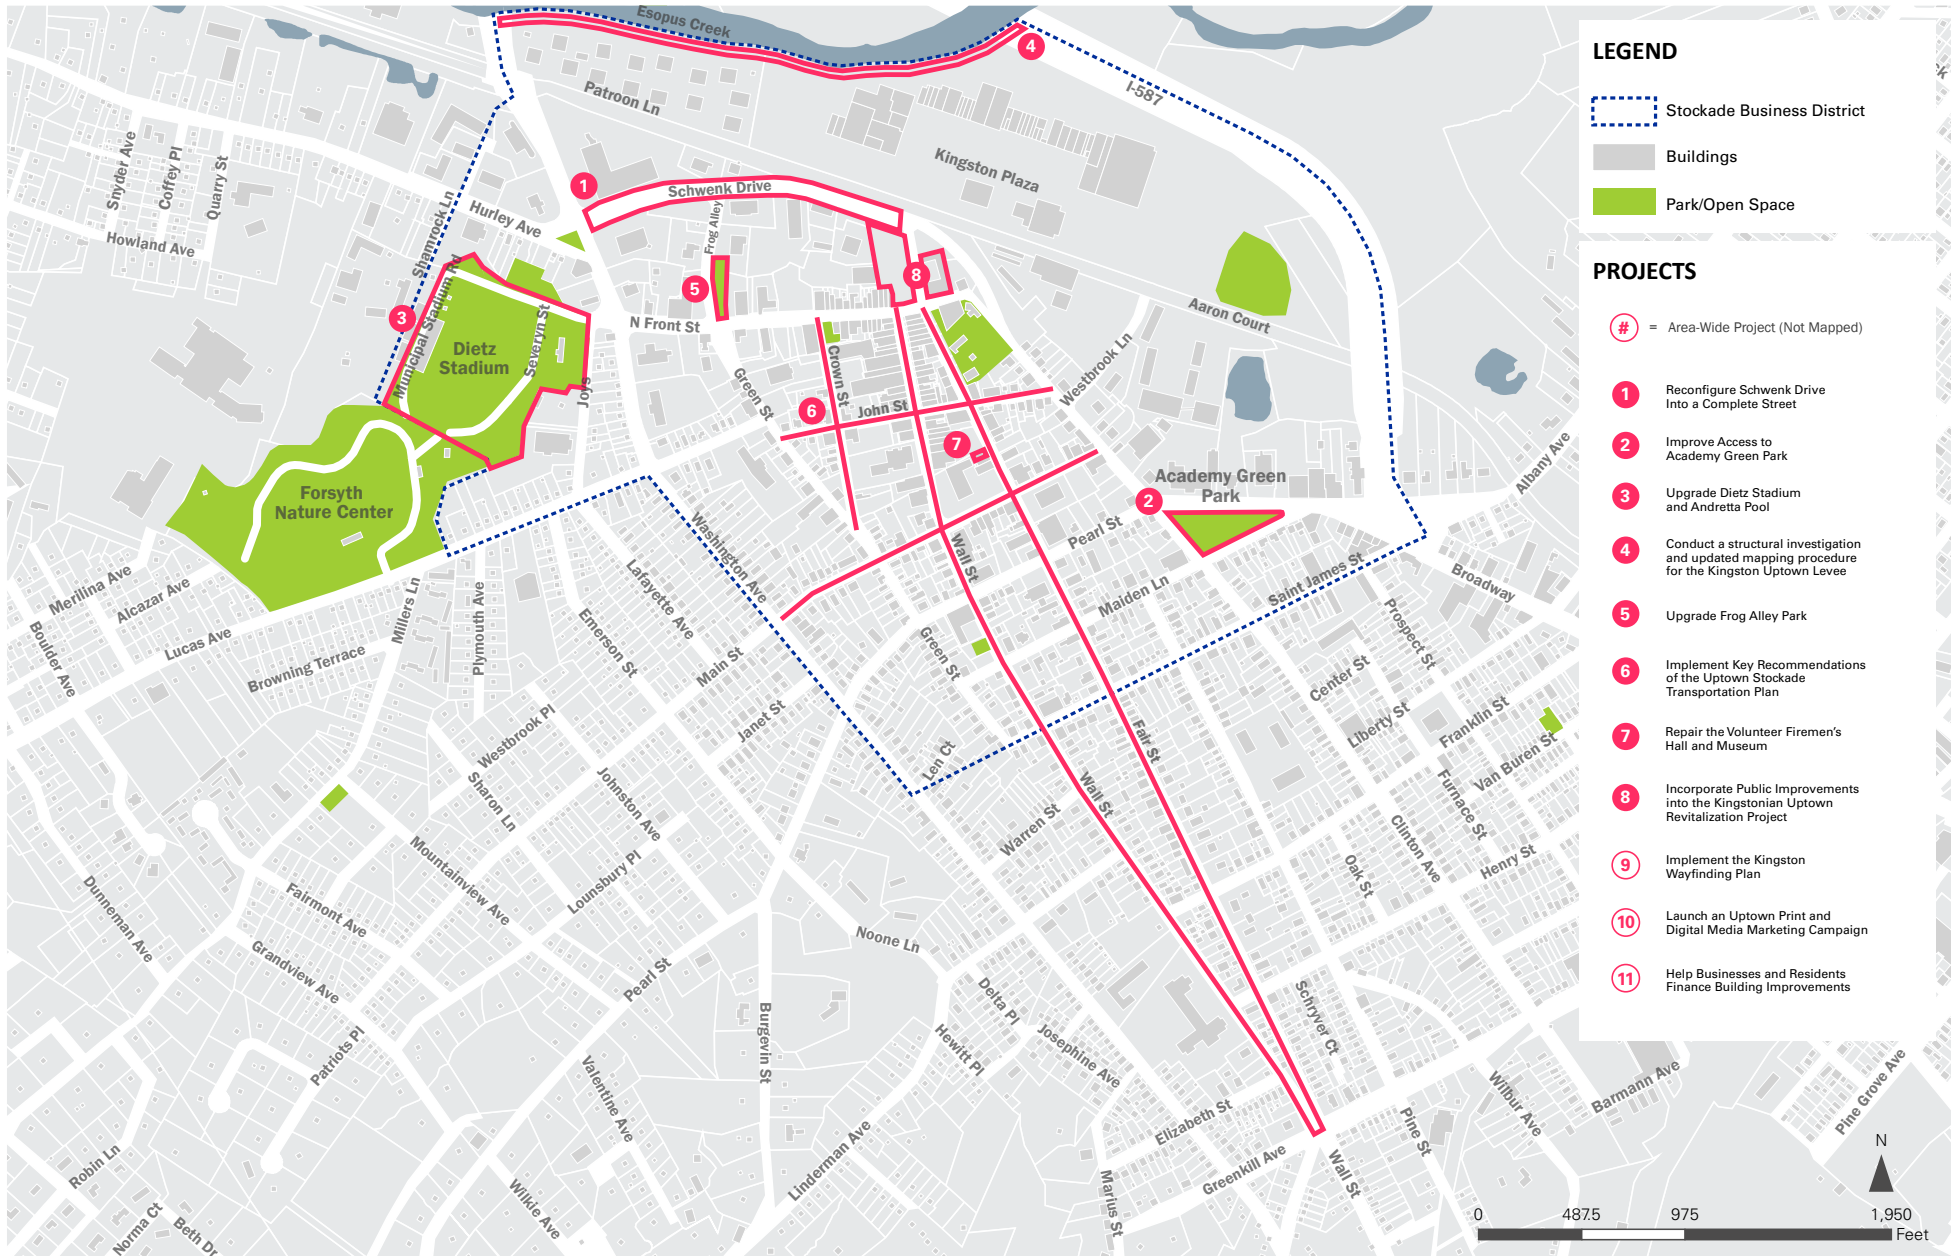 Esopus Creek
4
I-587
Patroon Ln
Kingston Plaza
Snyder Ave
Coffey Pl
Quarry St
Howland Ave
Shamrock Ln
Hurley Ave
1
Schwenk Drive
Frog Alley
5
8
3
Municipal Stadium Rd
Severyn St
Dietz
Stadium
Joys
N Front St
Aaron Court
Westbrook Ln
Green St
Crown St
John St
6
7
Academy Green
Park
2
Albany Ave
Forsyth
Nature Center
Washington Ave
Pearl St
Wall St
Maiden Ln
Saint James St
Broadway
Merilina Ave
Alcazar Ave
Lucas Ave
Boulder Ave
Browning Terrace
Millers Ln
Plymouth Ave
Lafayette Ave
Emerson St
Main St
Green St
Prospect St
Center St
Liberty St
Franklin St
Van Buren St
Janet St
Westbrook Pl
Len Ct
Fair St
Wall St
Sharon Ln
Johnston Ave
Warren St
Furnace St
Clinton Ave
Henry St
Oak St
Mountainview Ave
Lounsbury Pl
Dunneman Ave
Fairmont Ave
Grandview Ave
Noone Ln
Pearl St
Delta Pl
Schryver Ct
Burgevin St
Hewitt Pl
Josephine Ave
Patriots Pl
Valentine Ave
Wilbur Ave
Barmann Ave
Pine Grove Ave
Elizabeth St
Pine St
Greenkill Ave
Wall St
Linderman Ave
Marius St
Robin Ln
Norma Ct
Beth Dr
Wilkie Ave
LEGEND
Stockade Business District
Buildings
Park/Open Space
PROJECTS
# = Area-Wide Project (Not Mapped)
1 Reconfigure Schwenk Drive
Into a Complete Street
2 Improve Access to
Academy Green Park
3 Upgrade Dietz Stadium
and Andretta Pool
4 Conduct a structural investigation
and updated mapping procedure
for the Kingston Uptown Levee
5 Upgrade Frog Alley Park
6 Implement Key Recommendations
of the Uptown Stockade
Transportation Plan
7 Repair the Volunteer Firemen's
Hall and Museum
8 Incorporate Public Improvements
into the Kingstonian Uptown
Revitalization Project
9 Implement the Kingston
Wayfinding Plan
10 Launch an Uptown Print and
Digital Media Marketing Campaign
11 Help Businesses and Residents
Finance Building Improvements
N
0 487.5 975 1,950
Feet